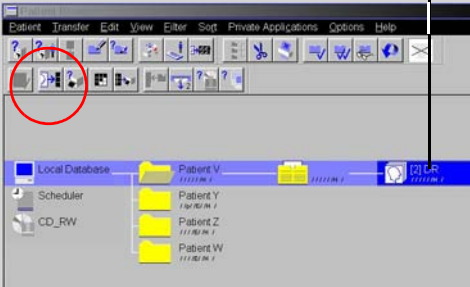 Patient Transfer Edit View Filter Sort Private Applications Options Help
Local Database Patient V [2] DR
Scheduler Patient Y
CD_RW Patient Z
Patient W